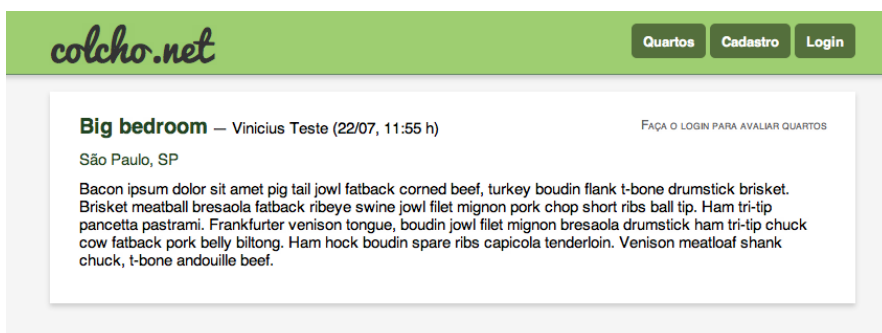 colcho.net
Quartos Cadastro Login
Big bedroom — Vinicius Teste (22/07, 11:55 h)
FAÇA O LOGIN PARA AVALIAR QUARTOS
São Paulo, SP
Bacon ipsum dolor sit amet pig tail jowl fatback corned beef, turkey boudin flank t-bone drumstick brisket.
Brisket meatball bresaola fatback ribeye swine jowl filet mignon pork chop short ribs ball tip. Ham tri-tip
pancetta pastrami. Frankfurter venison tongue, boudin jowl filet mignon bresaola drumstick ham tri-tip chuck
cow fatback pork belly biltong. Ham hock boudin spare ribs capicola tenderloin. Venison meatloaf shank
chuck, t-bone andouille beef.